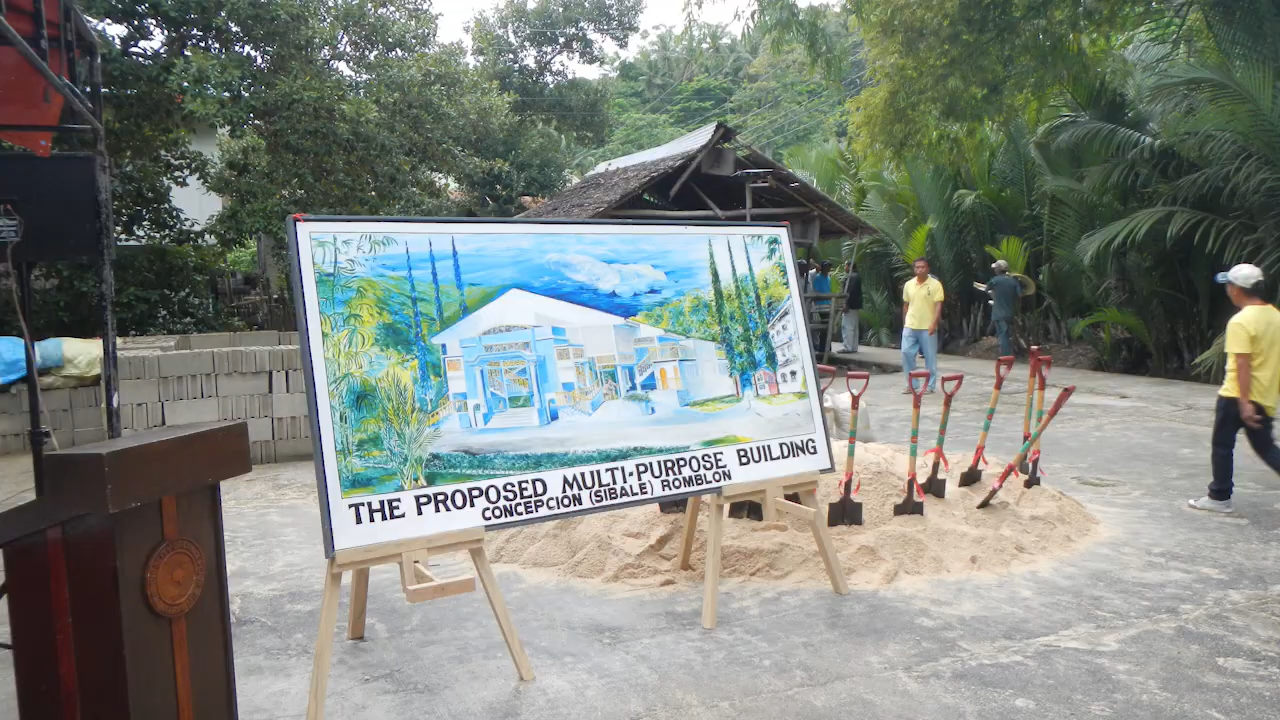 THE PROPOSED MULTI-PURPOSE BUILDING
CONCEPCION (SIBALE) ROMBLON